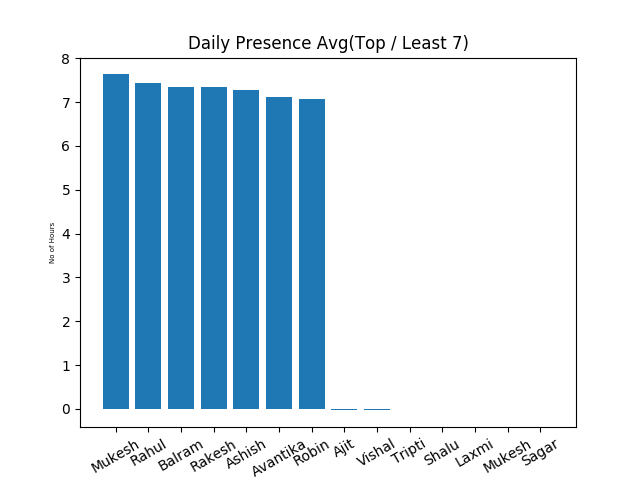 Daily Presence Avg(Top / Least 7)
8
7
6
5
4
3
2
1
0
No of Hours
Mukesh
Rahul
Balram
Rakesh
Ashish
Avantika
Robin
Ajit
Vishal
Tripti
Shalu
Laxmi
Mukesh
Sagar